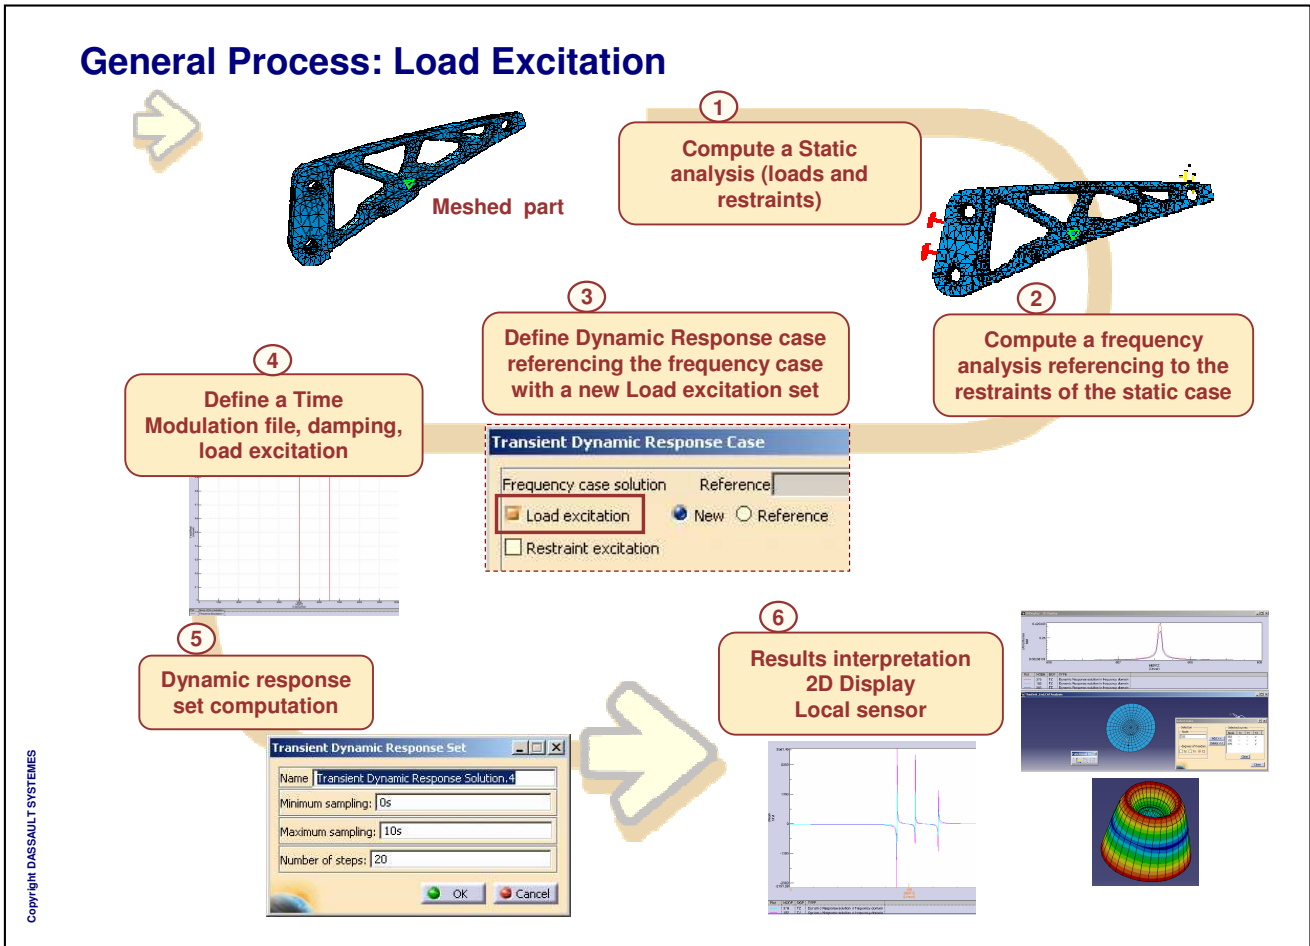 General Process: Load Excitation
Meshed part
1
Compute a Static
analysis (loads and
restraints)
2
Compute a frequency
analysis referencing to the
restraints of the static case
3
Define Dynamic Response case
referencing the frequency case
with a new Load excitation set
Transient Dynamic Response Case
Frequency case solution Reference
Load excitation New Reference
Restraint excitation
4
Define a Time
Modulation file, damping,
load excitation
5
Dynamic response
set computation
Transient Dynamic Response Set
Name Transient Dynamic Response Solution.4
Minimum sampling: 0s
Maximum sampling: 10s
Number of steps: 20
OK Cancel
6
Results interpretation
2D Display
Local sensor
Copyright DASSAULT SYSTEMES